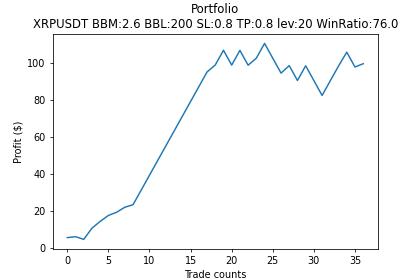 Portfolio
XRPUSDT BBM:2.6 BBL:200 SL:0.8 TP:0.8 lev:20 WinRatio:76.0
100
80
60
40
20
0
Profit ($)
0 5 10 15 20 25 30 35
Trade counts